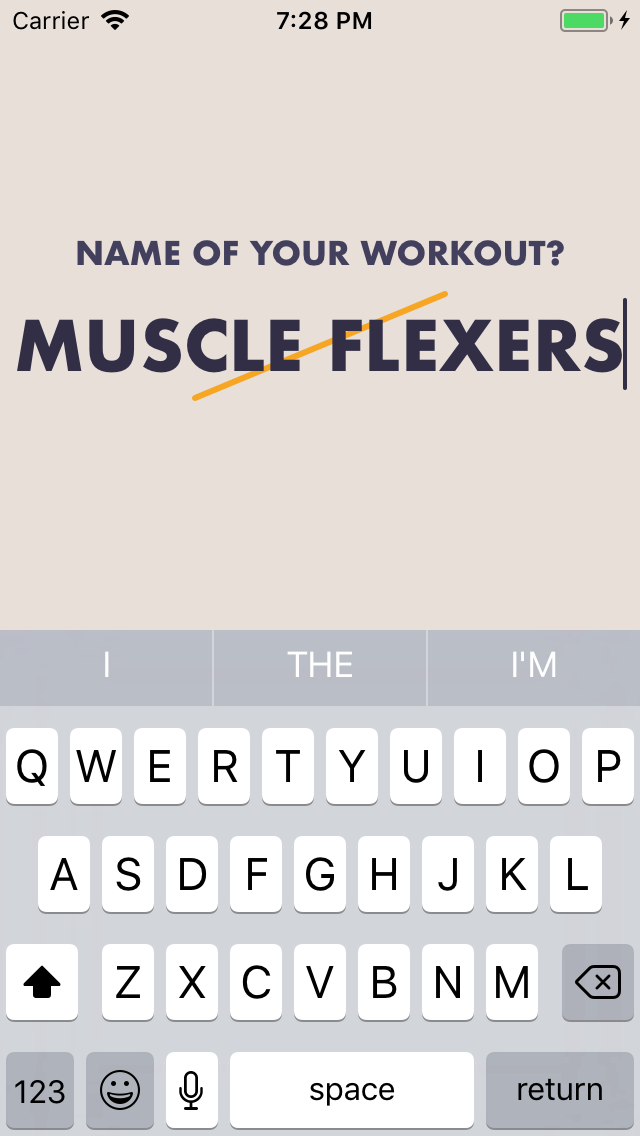 Carrier 7:28 PM
NAME OF YOUR WORKOUT?
MUSCLE FLEXERS
I THE I'M
Q W E R T Y U I O P
A S D F G H J K L
Z X C V B N M
123 space return